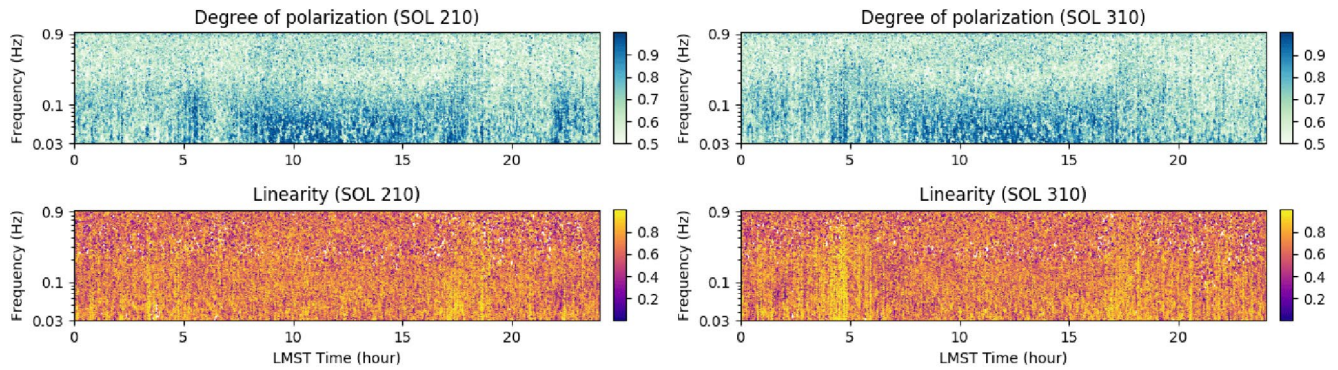 Degree of polarization (SOL 210)
Frequency (Hz)
0.9
0.1
0.03
0 5 10 15 20
0.9
0.8
0.7
0.6
0.5
Degree of polarization (SOL 310)
Frequency (Hz)
0.9
0.1
0.03
0 5 10 15 20
0.9
0.8
0.7
0.6
0.5
Linearity (SOL 210)
Frequency (Hz)
0.9
0.1
0.03
0 5 10 15 20
LMST Time (hour)
0.8
0.6
0.4
0.2
Linearity (SOL 310)
Frequency (Hz)
0.9
0.1
0.03
0 5 10 15 20
LMST Time (hour)
0.8
0.6
0.4
0.2